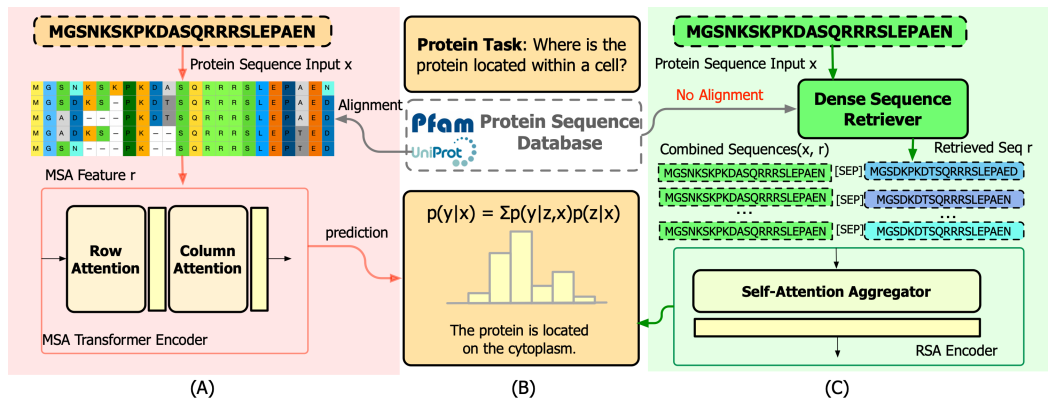 MGSNKSKPKDASQRRRSLEPAEN
Protein Sequence Input x
M G S N K S K P K D A S Q R R R S L E P A E N
M G S D K S – P K D T S Q R R R S L E P A E D
M G A D K S – P K D T S Q R R R S L E P A E D
M G A D – – – P K – – S Q R R R S L E P T E D
M G S N – – – P K – – S Q R R R S L E P T E D
Alignment
MSA Feature r
Row
Attention
Column
Attention
MSA Transformer Encoder
prediction
(A)
Protein Task: Where is the
protein located within a cell?
Pfam
UniProt
Protein Sequence
Database
p(y|x) = Σp(y|z,x)p(z|x)
The protein is located
on the cytoplasm.
(B)
MGSNKSKPKDASQRRRSLEPAEN
Protein Sequence Input x
No Alignment
Dense Sequence
Retriever
Combined Sequences(x, r)
Retrieved Seq r
MGSNKSKPKDASQRRRSLEPAEN [SEP] MGSDKPKDTSQRRRSLEPAED
MGSNKSKPKDASQRRRSLEPAEN [SEP] MGSDKDTSQRRRSLEPAEN
... ...
MGSNKSKPKDASQRRRSLEPAEN [SEP] MGSDKDTSQRRRSLEPAEN
Self-Attention Aggregator
RSA Encoder
(C)